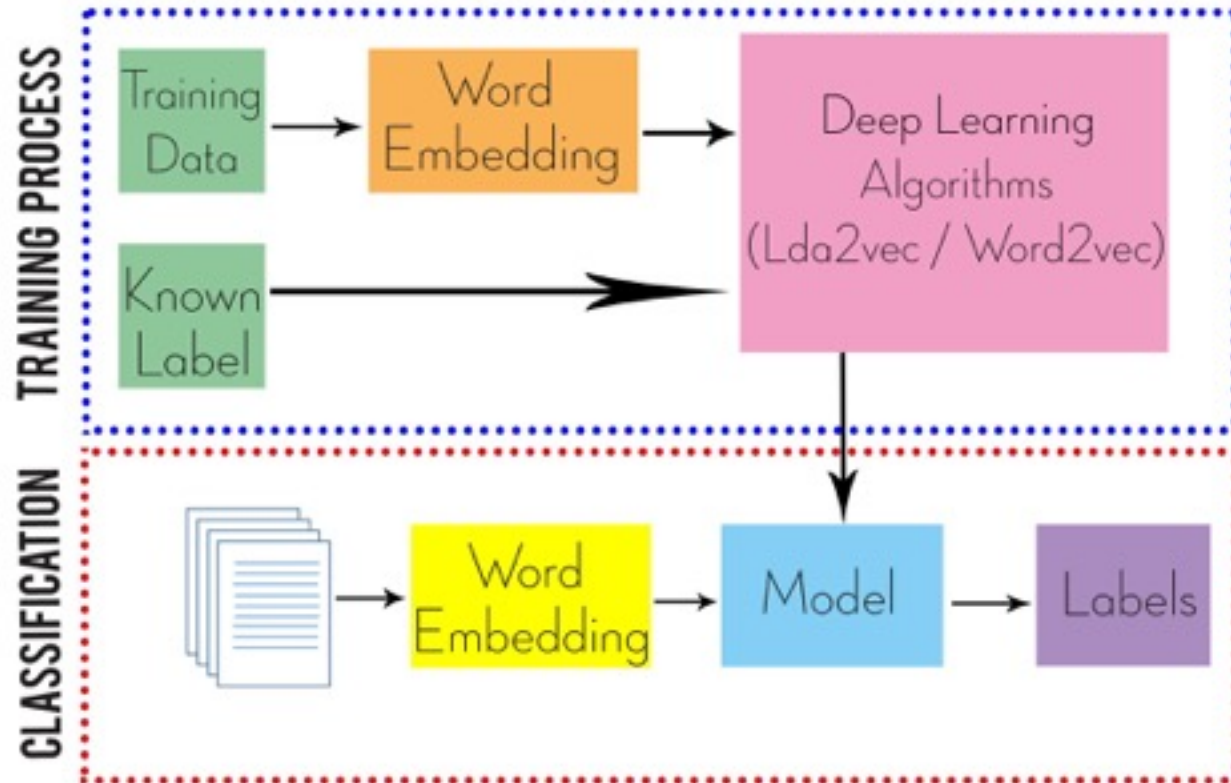 TRAINING PROCESS
Training
Data
Word
Embedding
Deep Learning
Algorithms
(Lda2vec / Word2vec)
Known
Label
CLASSIFICATION
Word
Embedding
Model
Labels